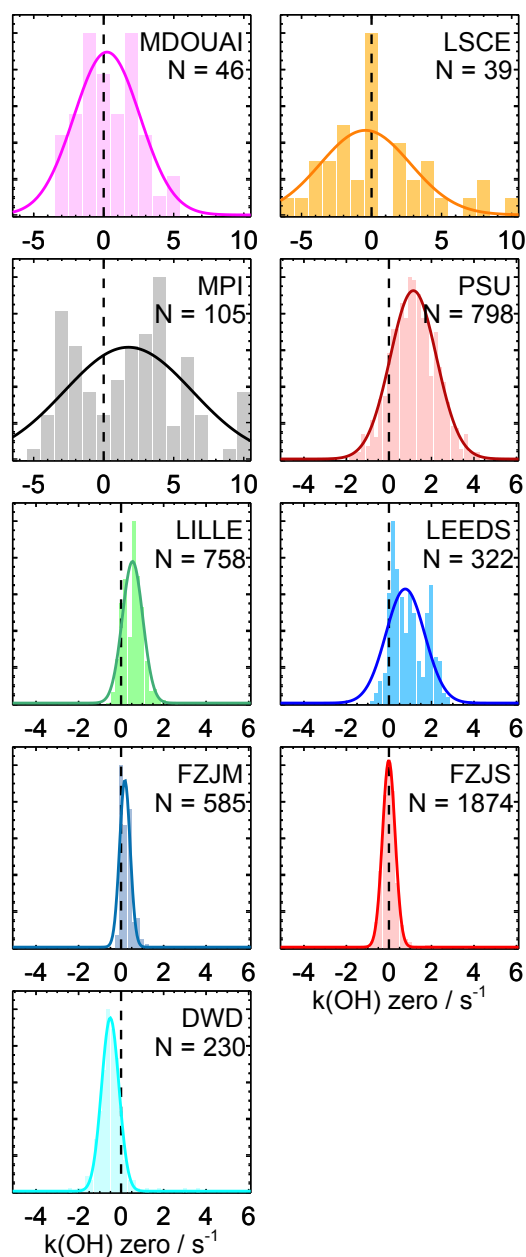 MDOUAI
N = 46
-5 0 5 10
LSCE
N = 39
-5 0 5 10
MPI
N = 105
-5 0 5 10
PSU
N = 798
-4 -2 0 2 4 6
LILLE
N = 758
-4 -2 0 2 4 6
LEEDS
N = 322
-4 -2 0 2 4 6
FZJM
N = 585
-4 -2 0 2 4 6
FZJS
N = 1874
-4 -2 0 2 4 6
k(OH) zero / s⁻¹
DWD
N = 230
-4 -2 0 2 4 6
k(OH) zero / s⁻¹